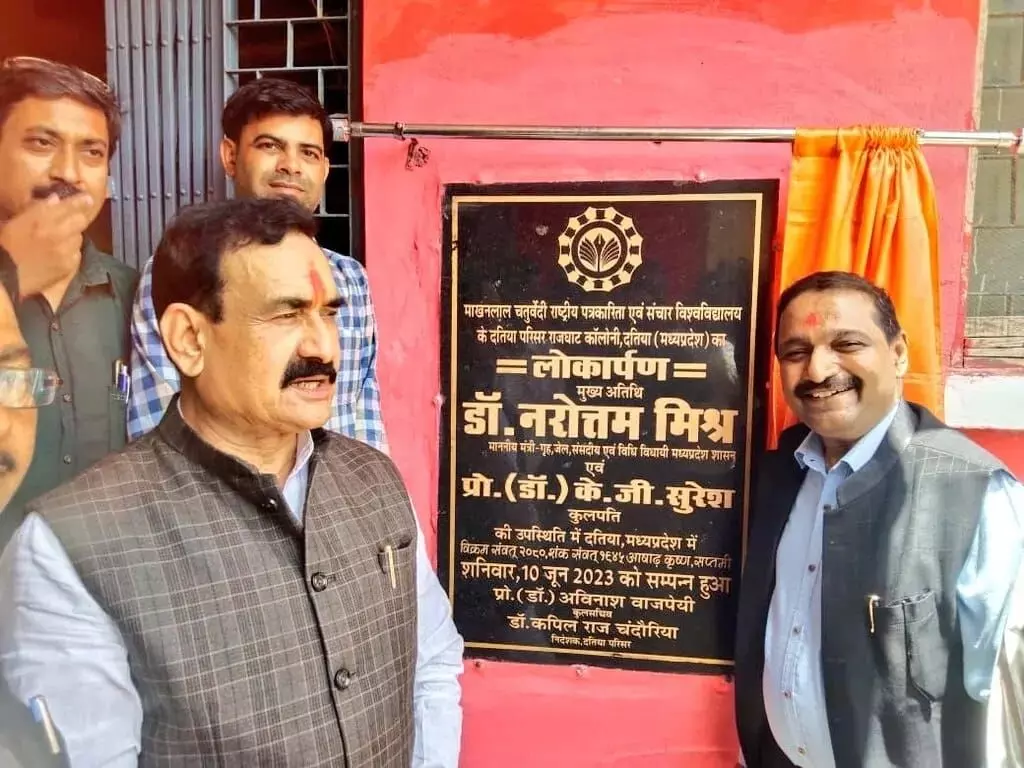 माखनलाल चतुर्वेदी राष्ट्रीय पत्रकारिता एवं संचार विश्वविद्यालय
के दतिया परिसर राजघाट कॉलोनी,दतिया (मध्यप्रदेश) का
लोकार्पण
मुख्य अतिथि
डॉ. नरोत्तम मिश्र
माननीय मंत्री-गृह,जेल,संसदीय एवं विधि विधायी मध्यप्रदेश शासन
एवं
प्रो.(डॉ.) के.जी. सुरेश
कुलपति
की उपस्थिति में दतिया,मध्यप्रदेश में
विक्रम संवत् २०८०,शक संवत् १९४५ आषाढ़ कृष्ण,सप्तमी
शनिवार,10 जून 2023 को सम्पन्न हुआ
प्रो.(डॉ.) अविनाश वाजपेयी
कुलसचिव
डॉ.कपिल राज चंदौरिया
निदेशक,दतिया परिसर